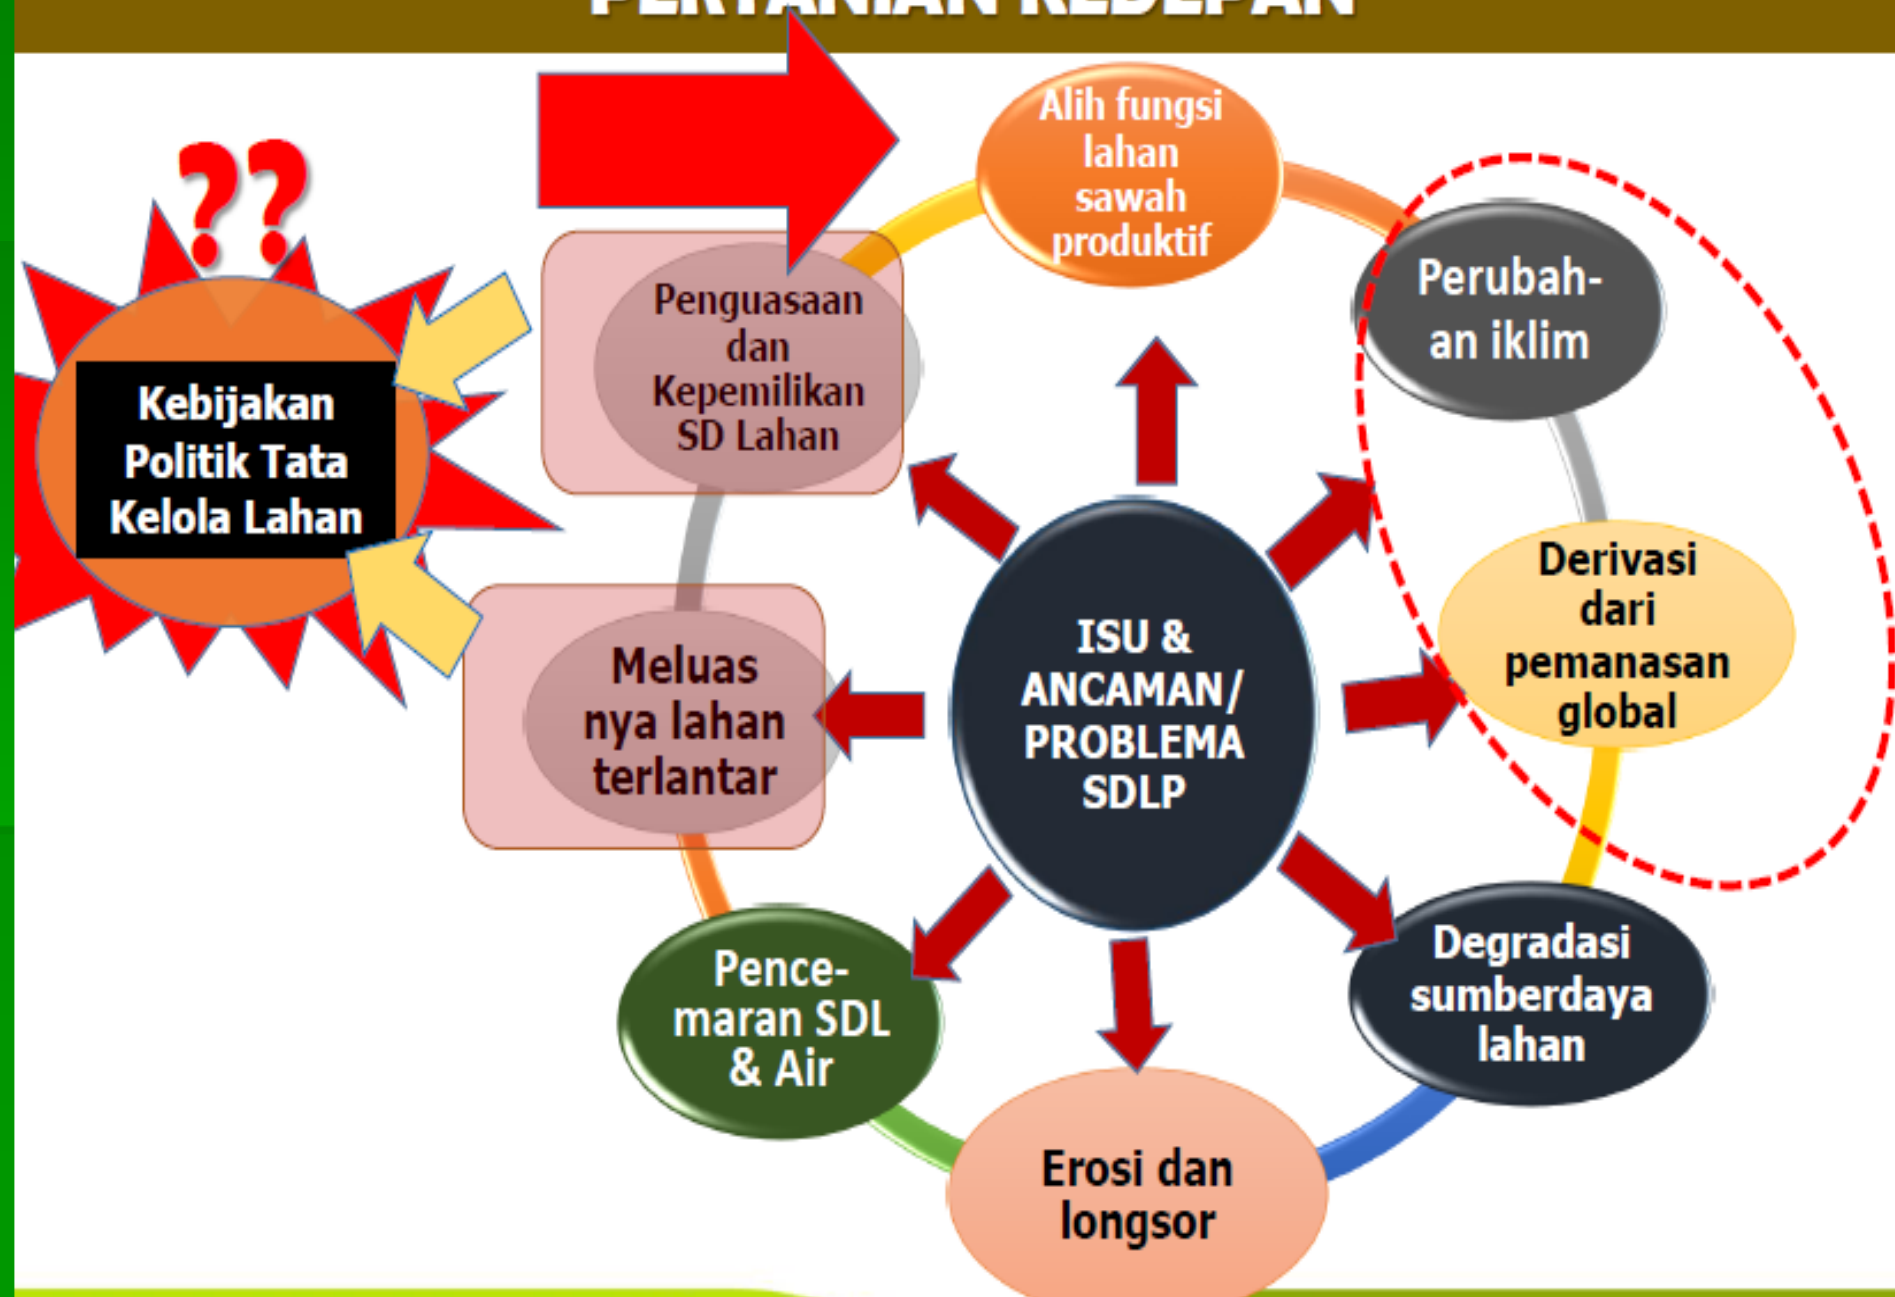 PERTANIAN KEDEPAN
??
Kebijakan
Politik Tata
Kelola Lahan
Penguasaan
dan
Kepemilikan
SD Lahan
Alih fungsi
lahan
sawah
produktif
Perubah-
an iklim
Derivasi
dari
pemanasan
global
Degradasi
sumberdaya
lahan
Erosi dan
longsor
Pence-
maran SDL
& Air
Meluas
nya lahan
terlantar
ISU &
ANCAMAN/
PROBLEMA
SDLP